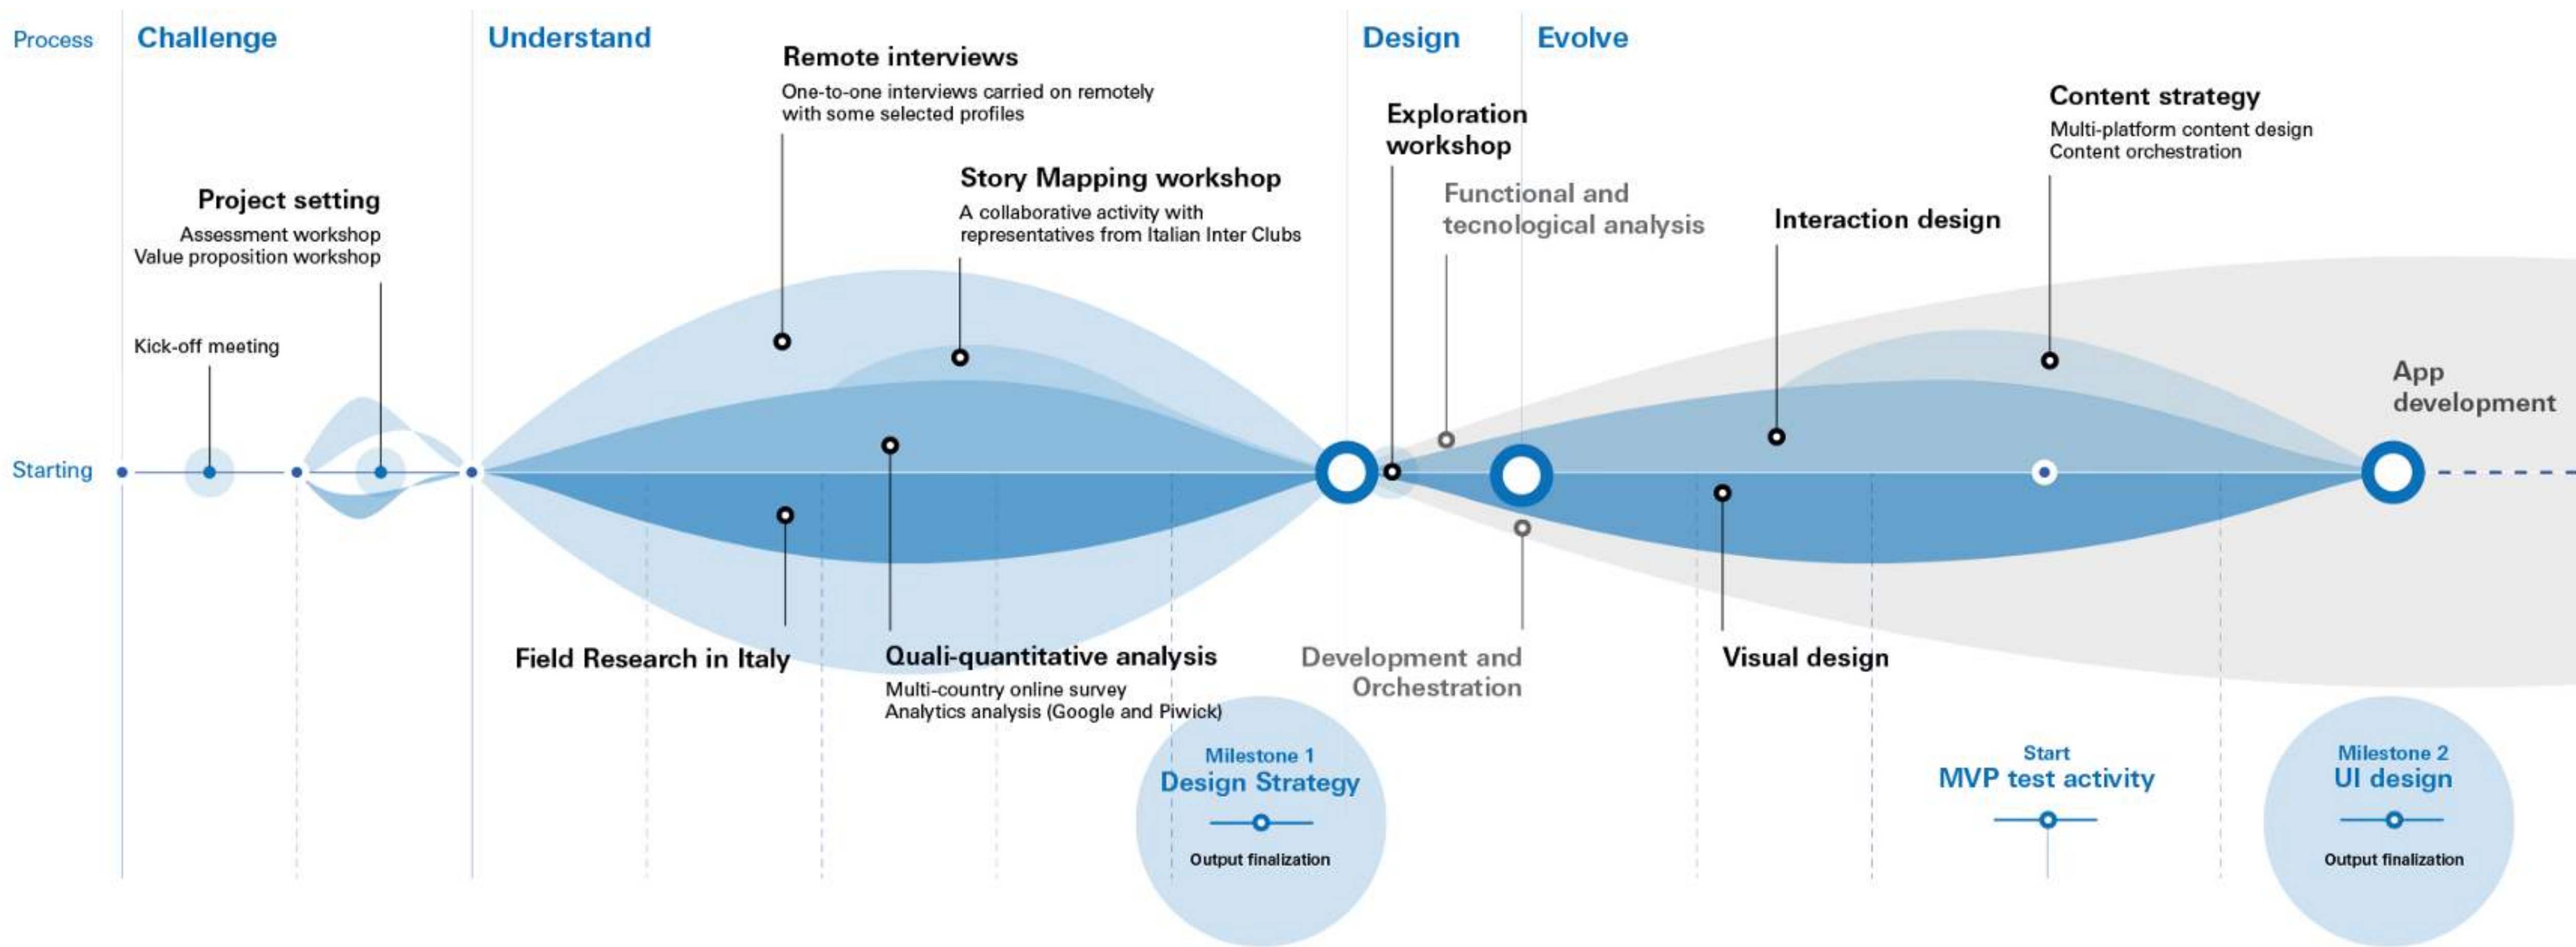 Process
Challenge
Understand
Design
Evolve
Remote interviews
One-to-one interviews carried on remotely
with some selected profiles
Story Mapping workshop
A collaborative activity with
representatives from Italian Inter Clubs
Project setting
Assessment workshop
Value proposition workshop
Kick-off meeting
Exploration
workshop
Functional and
tecnological analysis
Interaction design
Content strategy
Multi-platform content design
Content orchestration
App
development
Starting
Field Research in Italy
Quali-quantitative analysis
Multi-country online survey
Analytics analysis (Google and Piwick)
Development and
Orchestration
Visual design
Milestone 1
Design Strategy
Output finalization
Start
MVP test activity
Milestone 2
UI design
Output finalization